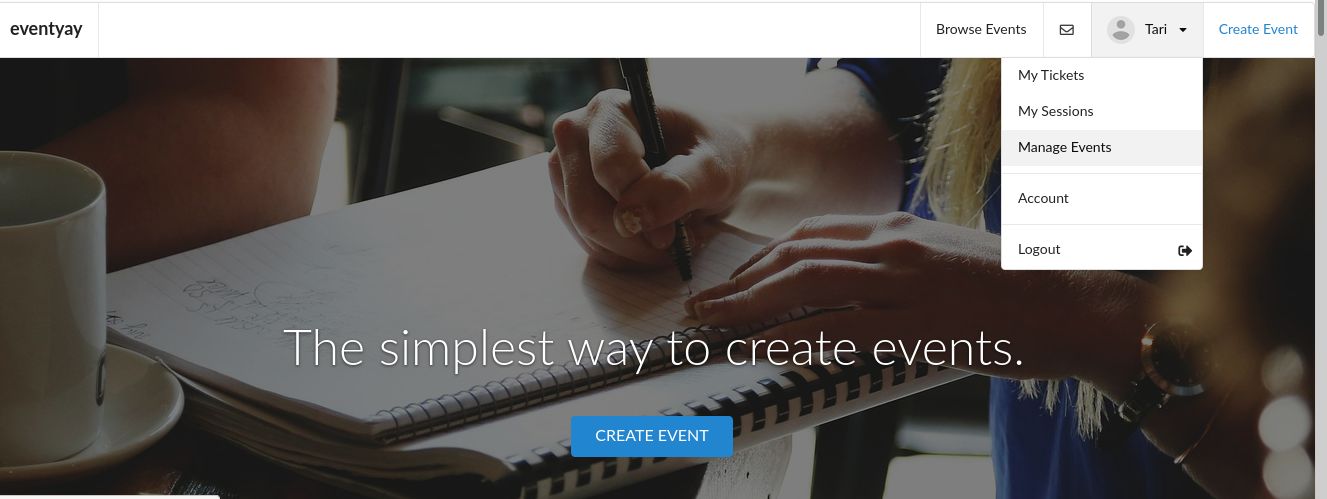 eventyay
Browse Events
Tari
Create Event
My Tickets
My Sessions
Manage Events
Account
Logout
The simplest way to create events.
CREATE EVENT